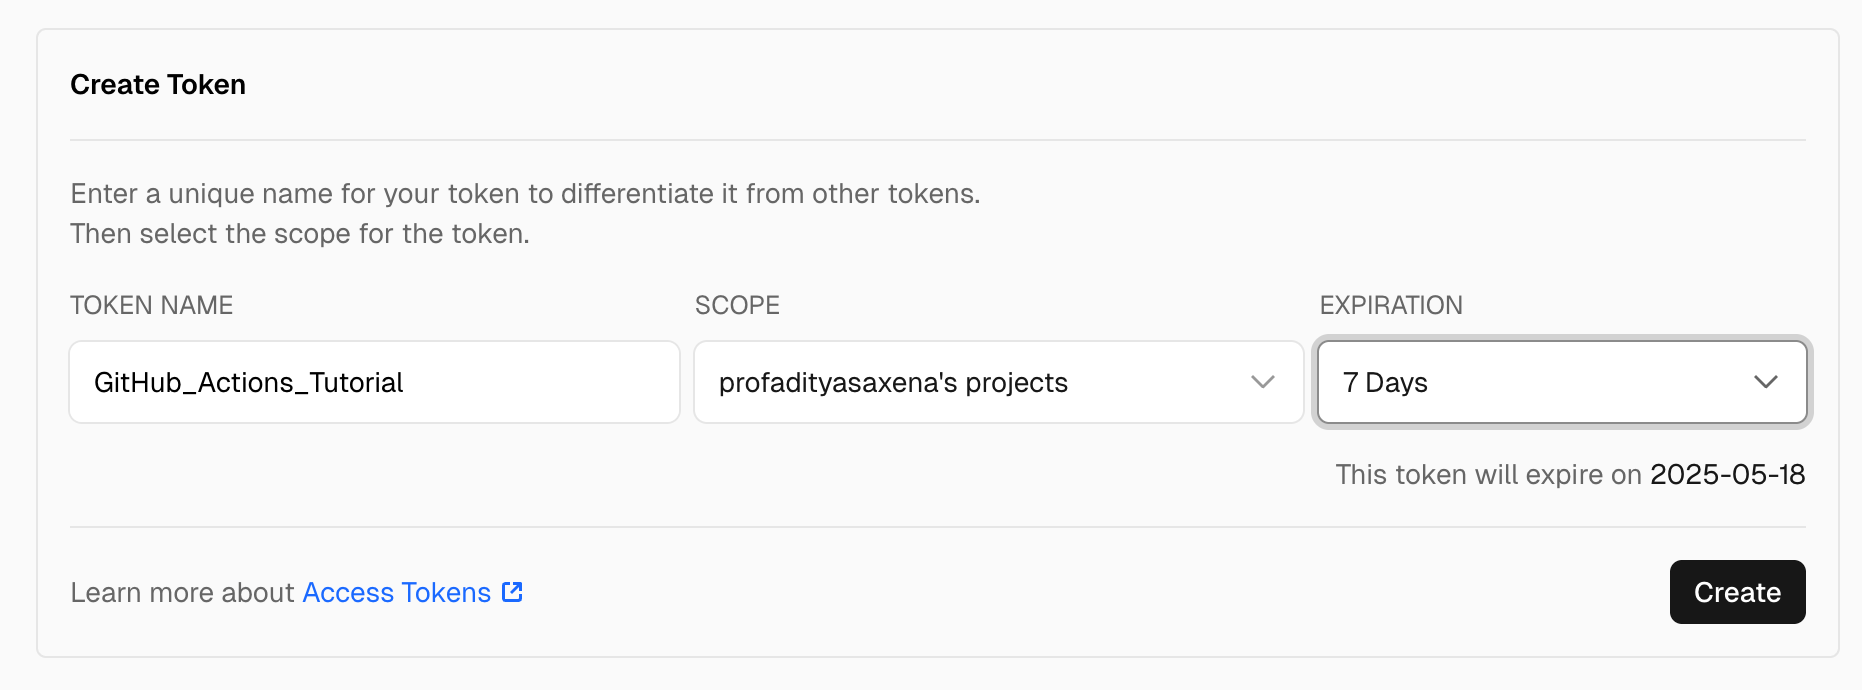 Create Token
Enter a unique name for your token to differentiate it from other tokens.
Then select the scope for the token.
TOKEN NAME
SCOPE
EXPIRATION
GitHub_Actions_Tutorial
profadityasaxena's projects
7 Days
This token will expire on 2025-05-18
Learn more about Access Tokens
Create